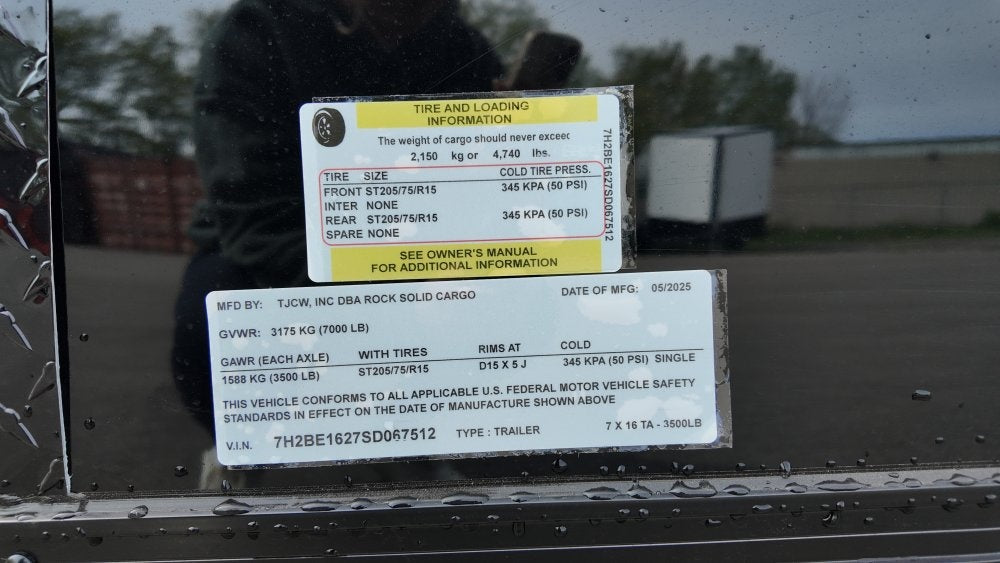 TIRE AND LOADING
INFORMATION
The weight of cargo should never exceed
2,150 kg or 4,740 lbs.
TIRE SIZE COLD TIRE PRESS.
FRONT ST205/75/R15 345 KPA (50 PSI)
INTER NONE
REAR ST205/75/R15 345 KPA (50 PSI)
SPARE NONE
SEE OWNER'S MANUAL
FOR ADDITIONAL INFORMATION
7H2BE1627SD067512
MFD BY: TJCW, INC DBA ROCK SOLID CARGO DATE OF MFG: 05/2025
GVWR: 3175 KG (7000 LB)
GAWR (EACH AXLE) WITH TIRES RIMS AT COLD
1588 KG (3500 LB) ST205/75/R15 D15 X 5 J 345 KPA (50 PSI) SINGLE
THIS VEHICLE CONFORMS TO ALL APPLICABLE U.S. FEDERAL MOTOR VEHICLE SAFETY
STANDARDS IN EFFECT ON THE DATE OF MANUFACTURE SHOWN ABOVE
V.I.N. 7H2BE1627SD067512 TYPE : TRAILER 7 X 16 TA - 3500LB